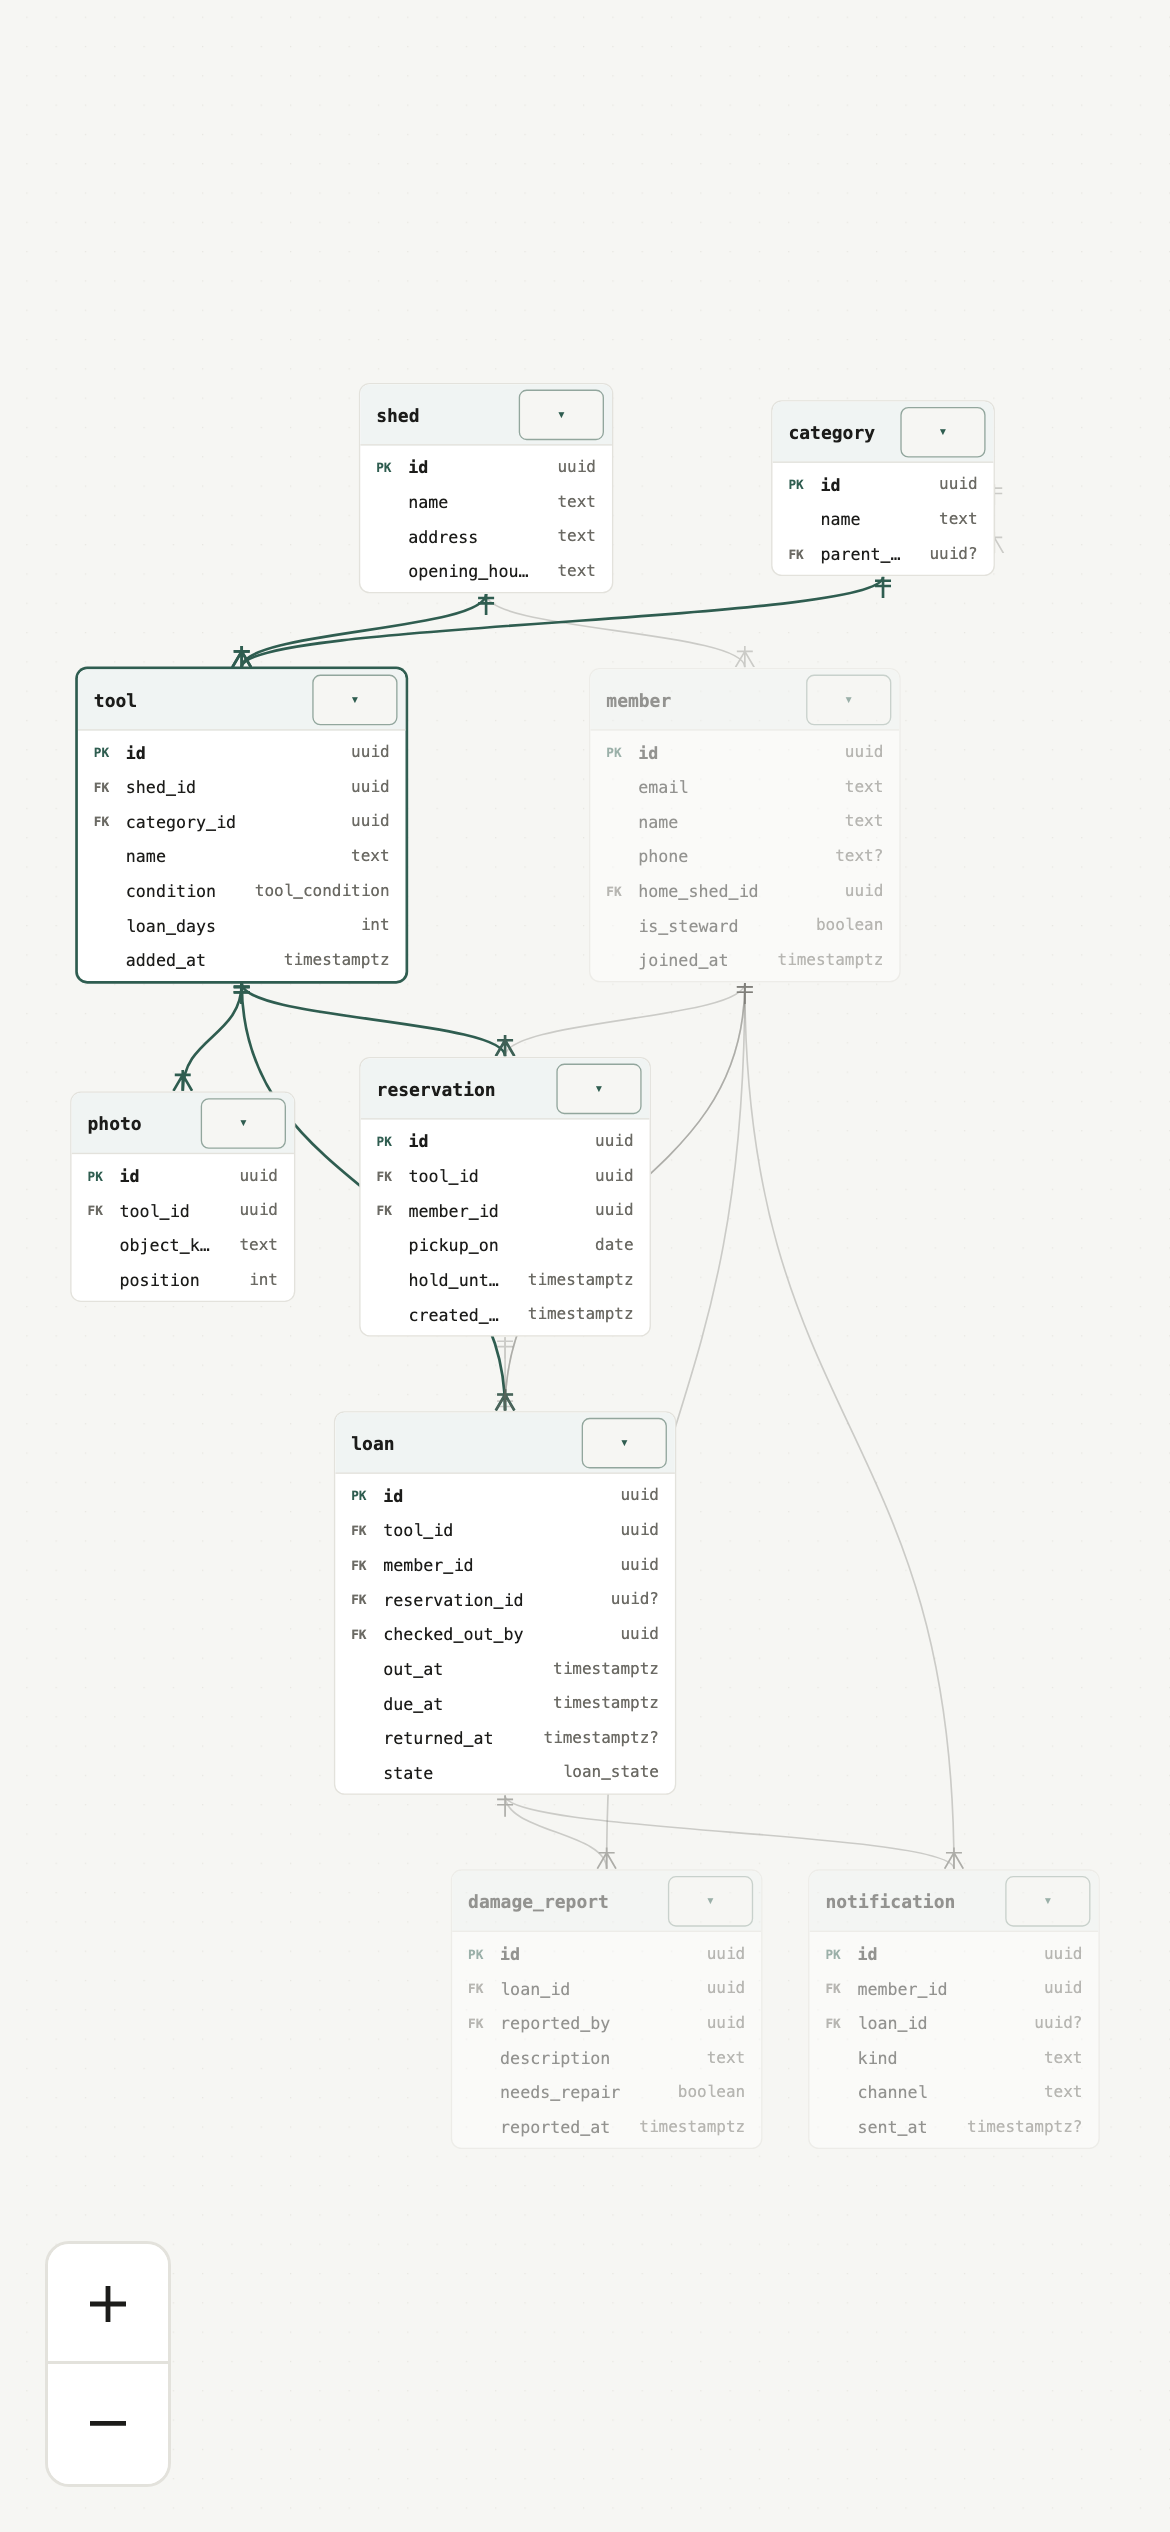 shed ▾
PK id uuid
name text
address text
opening_hou… text
category ▾
PK id uuid
name text
FK parent_… uuid?
tool ▾
PK id uuid
FK shed_id uuid
FK category_id uuid
name text
condition tool_condition
loan_days int
added_at timestamptz
member ▾
PK id uuid
email text
name text
phone text?
FK home_shed_id uuid
is_steward boolean
joined_at timestamptz
photo ▾
PK id uuid
FK tool_id uuid
object_k… text
position int
reservation ▾
PK id uuid
FK tool_id uuid
FK member_id uuid
pickup_on date
hold_unt… timestamptz
created_… timestamptz
loan ▾
PK id uuid
FK tool_id uuid
FK member_id uuid
FK reservation_id uuid?
FK checked_out_by uuid
out_at timestamptz
due_at timestamptz
returned_at timestamptz?
state loan_state
damage_report ▾
PK id uuid
FK loan_id uuid
FK reported_by uuid
description text
needs_repair boolean
reported_at timestamptz
notification ▾
PK id uuid
FK member_id uuid
FK loan_id uuid?
kind text
channel text
sent_at timestamptz?
+
−